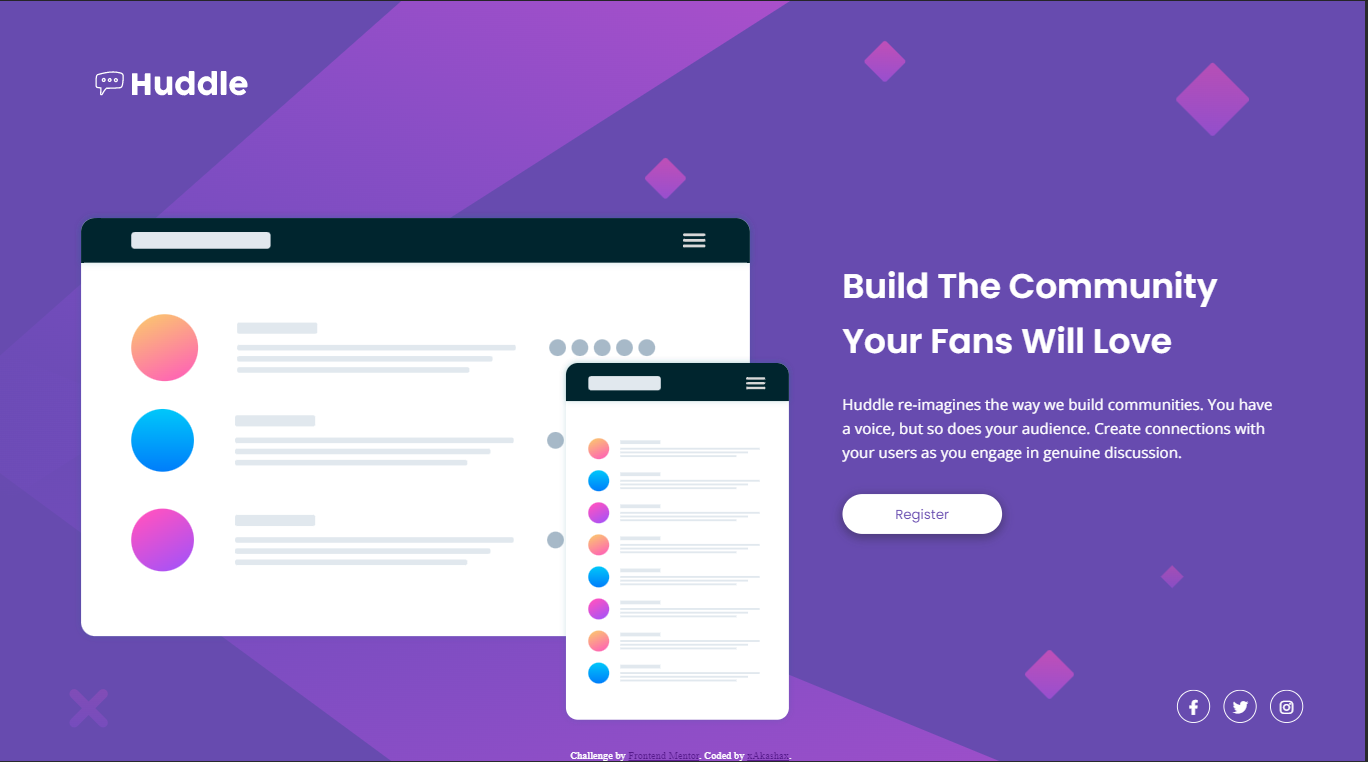 Huddle
Build The Community
Your Fans Will Love
Huddle re-imagines the way we build communities. You have
a voice, but so does your audience. Create connections with
your users as you engage in genuine discussion.
Register
Challenge by Frontend Mentor. Coded by